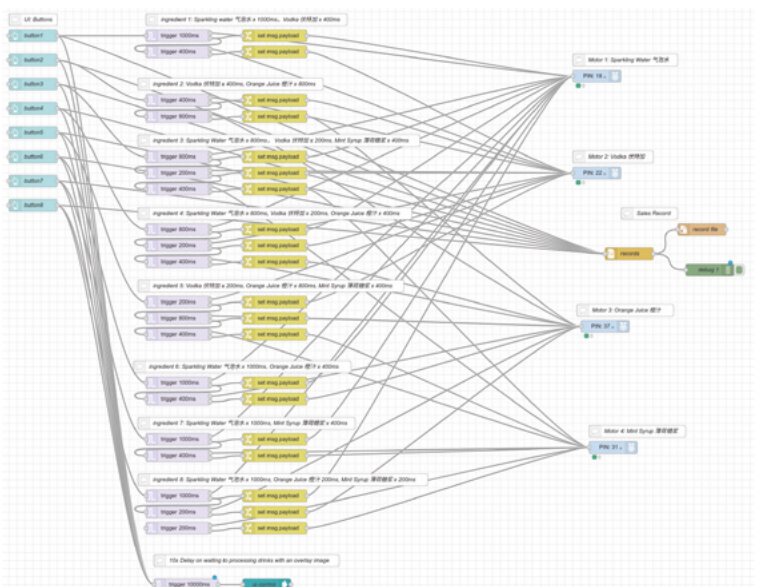 UI Buttons
button1
button2
button3
button4
button5
button6
button7
button8
ingredient 1: Sparkling water 气泡水 x 1000ms、Vodka 伏特加 x 400ms
trigger 1000ms
set msg.payload
trigger 400ms
set msg.payload
ingredient 2: Vodka 伏特加 x 400ms, Orange Juice 橙汁 x 800ms
trigger 400ms
set msg.payload
trigger 800ms
set msg.payload
ingredient 3: Sparkling Water 气泡水 x 800ms、Vodka 伏特加 x 200ms, Mint Syrup 薄荷糖浆 x 400ms
trigger 800ms
set msg.payload
trigger 200ms
set msg.payload
trigger 400ms
set msg.payload
ingredient 4: Sparkling Water 气泡水 x 800ms, Vodka 伏特加 x 200ms, Orange Juice 橙汁 x 400ms
trigger 800ms
set msg.payload
trigger 200ms
set msg.payload
trigger 400ms
set msg.payload
ingredient 5: Vodka 伏特加 x 200ms, Orange Juice 橙汁 x 800ms, Mint Syrup 薄荷糖浆 x 400ms
trigger 200ms
set msg.payload
trigger 800ms
set msg.payload
trigger 400ms
set msg.payload
ingredient 6: Sparkling Water 气泡水 x 1000ms, Orange Juice 橙汁 x 400ms
trigger 1000ms
set msg.payload
trigger 400ms
set msg.payload
ingredient 7: Sparkling Water 气泡水 x 1000ms, Mint Syrup 薄荷糖浆 x 400ms
trigger 1000ms
set msg.payload
trigger 400ms
set msg.payload
ingredient 8: Sparkling Water 气泡水 x 1000ms, Orange Juice 橙汁 200ms, Mint Syrup 薄荷糖浆 x 200ms
trigger 1000ms
set msg.payload
trigger 200ms
set msg.payload
trigger 200ms
set msg.payload
10s Delay on waiting to processing drinks with an overlay image
trigger 10000ms
ui control
Motor 1: Sparkling Water 气泡水
PIN: 18
Motor 2: Vodka 伏特加
PIN: 22
Sales Record
records
record file
debug 1
Motor 3: Orange Juice 橙汁
PIN: 37
Motor 4: Mint Syrup 薄荷糖浆
PIN: 31